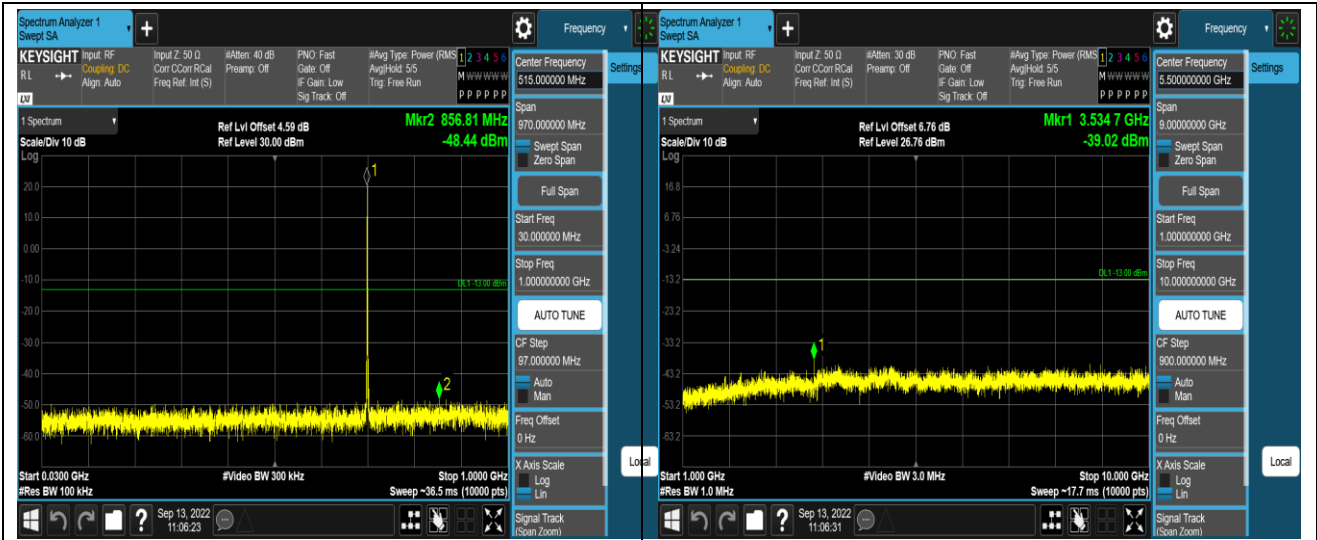 Spectrum Analyzer 1
Swept SA
+
Frequency
KEYSIGHT
RL
LXI
Input: RF
Coupling: DC
Align: Auto
Input Z: 50 Ω
Corr CCorr RCal
Freq Ref: Int (S)
#Atten: 40 dB
Preamp: Off
PNO: Fast
Gate: Off
IF Gain: Low
Sig Track: Off
#Avg Type: Power (RMS
Avg|Hold: 5/5
Trig: Free Run
1 2 3 4 5 6
M W W W W W
P P P P P P
1 Spectrum
Scale/Div 10 dB
Log
Ref Lvl Offset 4.59 dB
Ref Level 30.00 dBm
Mkr2 856.81 MHz
-48.44 dBm
20.0
10.0
0.00
-10.0
-20.0
-30.0
-40.0
-50.0
-60.0
1
DL1 -13.00 dBm
2
Start 0.0300 GHz
#Res BW 100 kHz
#Video BW 300 kHz
Stop 1.0000 GHz
Sweep ~36.5 ms (10000 pts)
Center Frequency
515.000000 MHz
Settings
Span
970.000000 MHz
Swept Span
Zero Span
Full Span
Start Freq
30.000000 MHz
Stop Freq
1.000000000 GHz
AUTO TUNE
CF Step
97.000000 MHz
Auto
Man
Freq Offset
0 Hz
X Axis Scale
Log
Lin
Local
Signal Track
(Span Zoom)
?
Sep 13, 2022
11:06:23
Spectrum Analyzer 1
Swept SA
+
Frequency
KEYSIGHT
RL
LXI
Input: RF
Coupling: DC
Align: Auto
Input Z: 50 Ω
Corr CCorr RCal
Freq Ref: Int (S)
#Atten: 30 dB
Preamp: Off
PNO: Fast
Gate: Off
IF Gain: Low
Sig Track: Off
#Avg Type: Power (RMS
Avg|Hold: 5/5
Trig: Free Run
1 2 3 4 5 6
M W W W W W
P P P P P P
1 Spectrum
Scale/Div 10 dB
Log
Ref Lvl Offset 6.76 dB
Ref Level 26.76 dBm
Mkr1 3.534 7 GHz
-39.02 dBm
16.8
6.76
-3.24
-13.2
-23.2
-33.2
-43.2
-53.2
-63.2
DL1 -13.00 dBm
1
Start 1.000 GHz
#Res BW 1.0 MHz
#Video BW 3.0 MHz
Stop 10.000 GHz
Sweep ~17.7 ms (10000 pts)
Center Frequency
5.500000000 GHz
Settings
Span
9.00000000 GHz
Swept Span
Zero Span
Full Span
Start Freq
1.000000000 GHz
Stop Freq
10.000000000 GHz
AUTO TUNE
CF Step
900.000000 MHz
Auto
Man
Freq Offset
0 Hz
X Axis Scale
Log
Lin
Local
Signal Track
(Span Zoom)
?
Sep 13, 2022
11:06:31